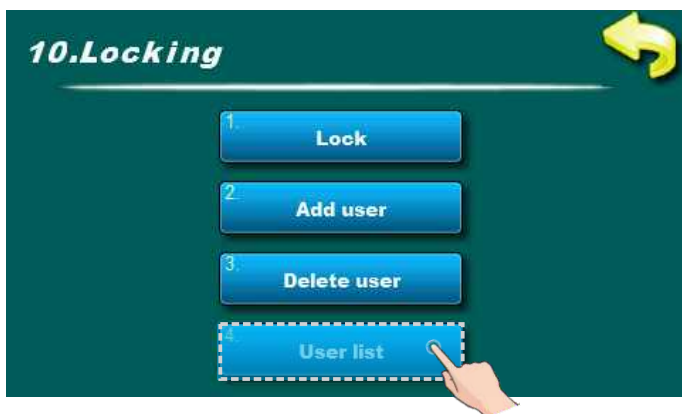 10.Locking
1.
Lock
2.
Add user
3.
Delete user
4.
User list